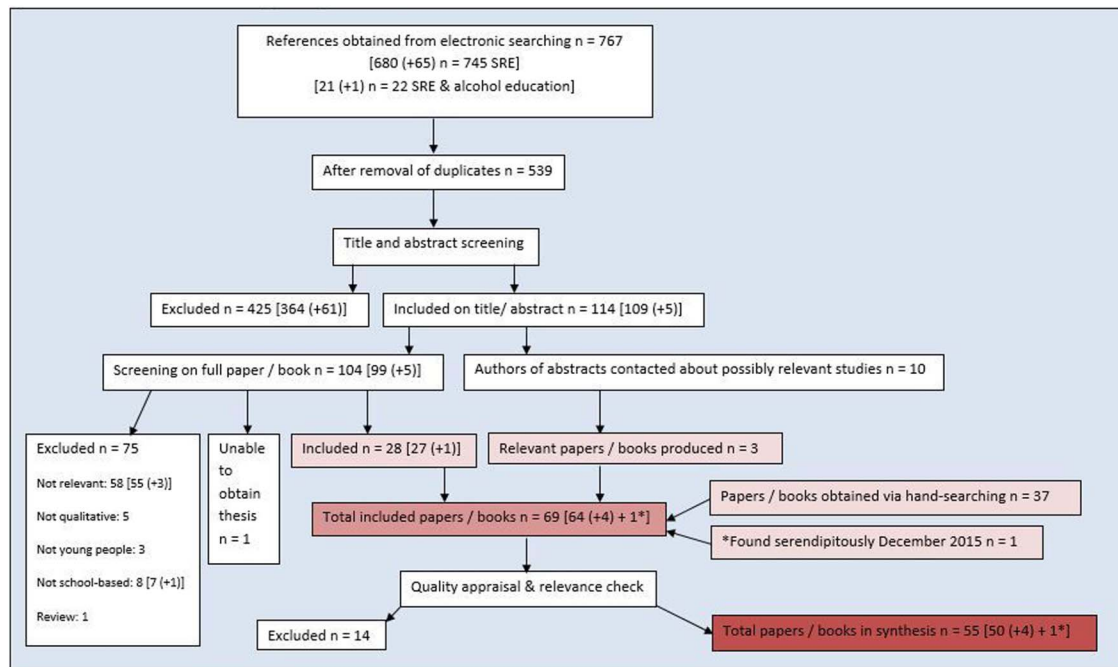 References obtained from electronic searching n = 767
[680 (+65) n = 745 SRE]
[21 (+1) n = 22 SRE & alcohol education]
After removal of duplicates n = 539
Title and abstract screening
Excluded n = 425 [364 (+61)]
Included on title/ abstract n = 114 [109 (+5)]
Screening on full paper / book n = 104 [99 (+5)]
Authors of abstracts contacted about possibly relevant studies n = 10
Excluded n = 75
Not relevant: 58 [55 (+3)]
Not qualitative: 5
Not young people: 3
Not school-based: 8 [7 (+1)]
Review: 1
Unable
to
obtain
thesis
n = 1
Included n = 28 [27 (+1)]
Relevant papers / books produced n = 3
Papers / books obtained via hand-searching n = 37
Total included papers / books n = 69 [64 (+4) + 1*]
*Found serendipitously December 2015 n = 1
Quality appraisal & relevance check
Excluded n = 14
Total papers / books in synthesis n = 55 [50 (+4) + 1*]